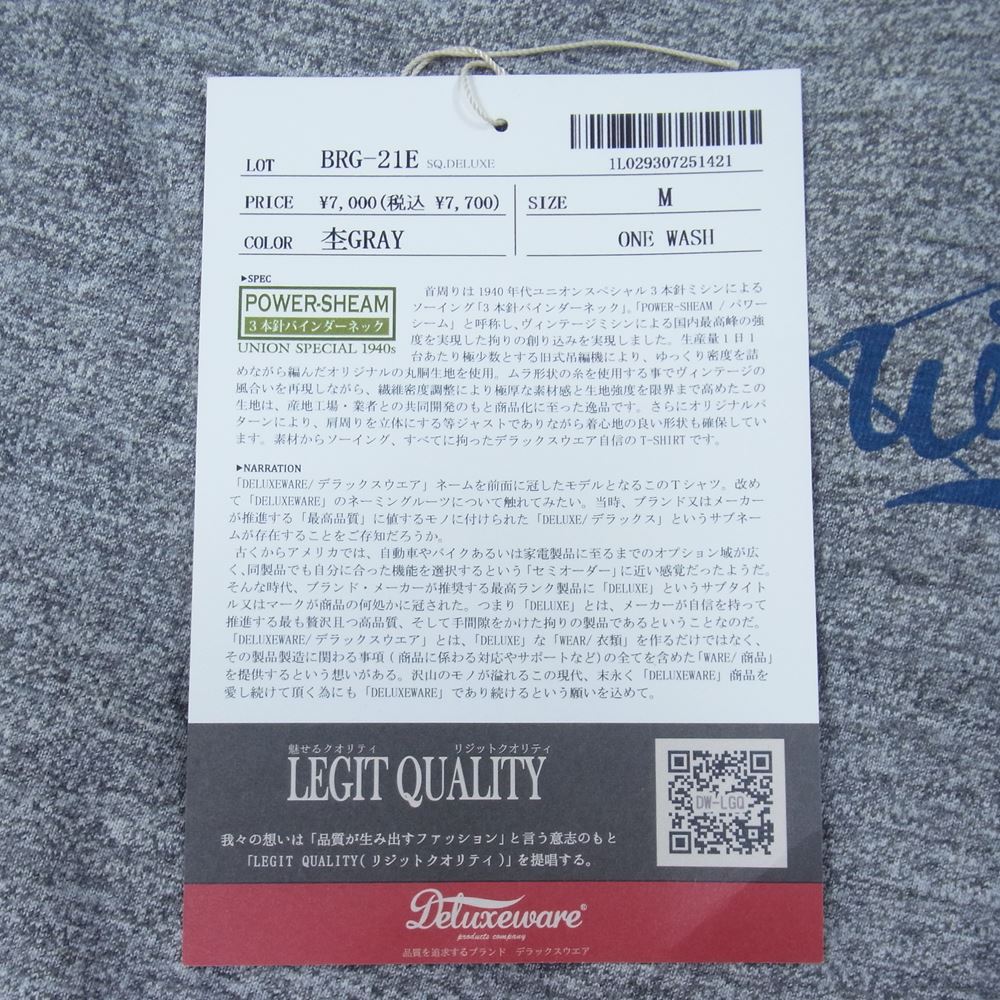 LOT BRG-21E SQ.DELUXE
1L029307251421
PRICE ¥7,000(税込 ¥7,700)
SIZE M
COLOR 杢GRAY
ONE WASH
▶SPEC
POWER-SHEAM
3本針バインダーネック
UNION SPECIAL 1940s
首周りは1940年代ユニオンスペシャル3本針ミシンによる
ソーイング「3本針バインダーネック」。「POWER-SHEAM / パワー
シーム」と呼称し、ヴィンテージミシンによる国内最高峰の強
度を実現した拘りの創り込みを実現しました。生産量1日1
台あたり極少数とする旧式吊編機により、ゆっくり密度を詰
めながら編んだオリジナルの丸胴生地を使用。ムラ形状の糸を使用する事でヴィンテージの
風合いを再現しながら、繊維密度調整により極厚な素材感と生地強度を限界まで高めたこの
生地は、産地工場・業者との共同開発のもと商品化に至った逸品です。さらにオリジナルパ
ターンにより、肩周りを立体にする等ジャストでありながら着心地の良い形状も確保してい
ます。素材からソーイング、すべてに拘ったデラックスウエア自信のT-SHIRTです。
▶NARRATION
「DELUXEWARE/デラックスウエア」ネームを前面に冠したモデルとなるこのTシャツ。改め
て「DELUXEWARE」のネーミングルーツについて触れてみたい。当時、ブランド又はメーカー
が推進する「最高品質」に値するモノに付けられた「DELUXE/デラックス」というサブネー
ムが存在することをご存知だろうか。
古くからアメリカでは、自動車やバイクあるいは家電製品に至るまでのオプション域が広
く、同製品でも自分に合った機能を選択するという「セミオーダー」に近い感覚だったようだ。
そんな時代、ブランド・メーカーが推奨する最高ランク製品に「DELUXE」というサブタイト
ル又はマークが商品の何処かに冠された。つまり「DELUXE」とは、メーカーが自信を持って
推進する最も贅沢且つ高品質、そして手間隙をかけた拘りの製品であるということなのだ。
「DELUXEWARE/デラックスウエア」とは、「DELUXE」な「WEAR/衣類」を作るだけではなく、
その製品製造に関わる事項(商品に係わる対応やサポートなど)の全てを含めた「WARE/商品」
を提供するという想いがある。沢山のモノが溢れるこの現代、末永く「DELUXEWARE」商品を
愛し続けて頂く為にも「DELUXEWARE」であり続けるという願いを込めて。
魅せるクオリティ リジットクオリティ
LEGIT QUALITY
DW-LGQ
我々の想いは「品質が生み出すファッション」と言う意志のもと
「LEGIT QUALITY(リジットクオリティ)」を提唱する。
Deluxeware©
products company
品質を追求するブランド デラックスウエア